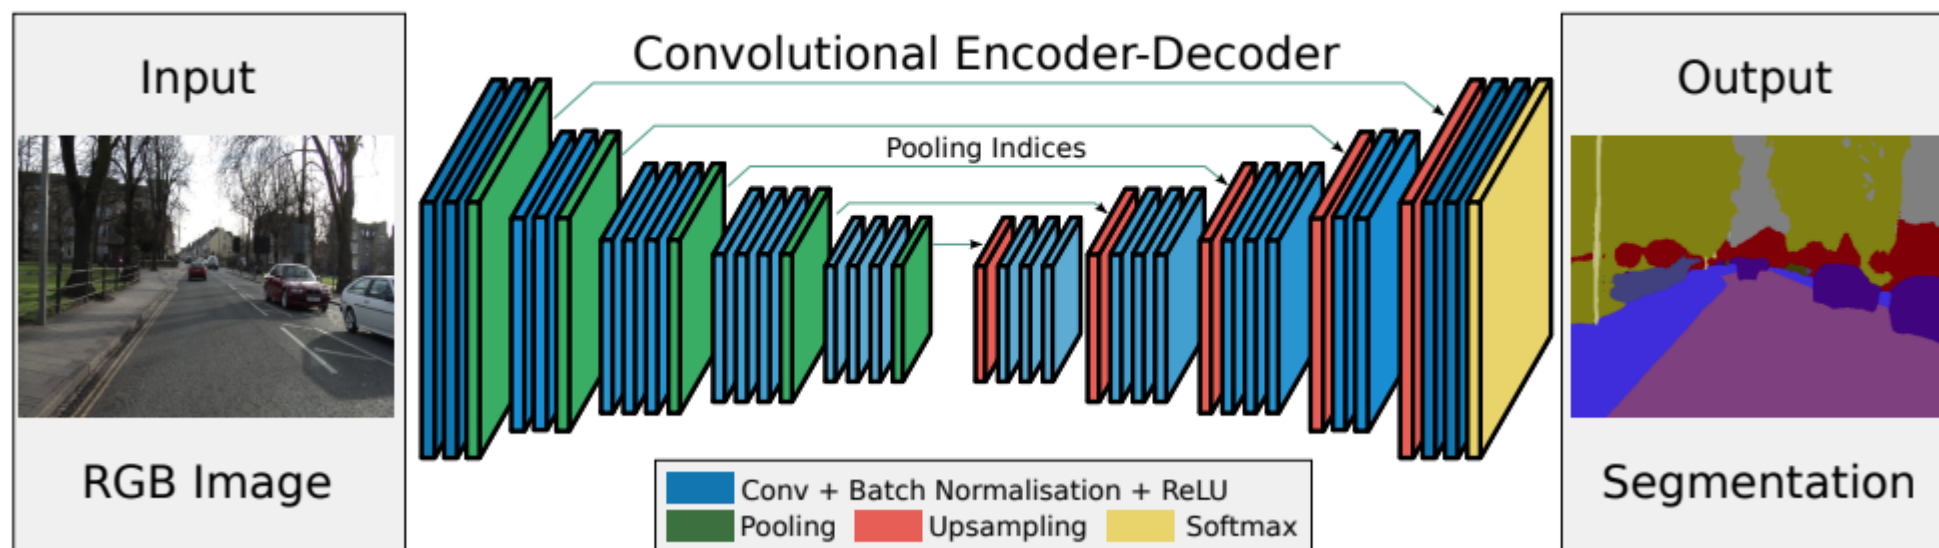 Input
RGB Image
Convolutional Encoder-Decoder
Pooling Indices
Conv + Batch Normalisation + ReLU
Pooling Upsampling Softmax
Output
Segmentation